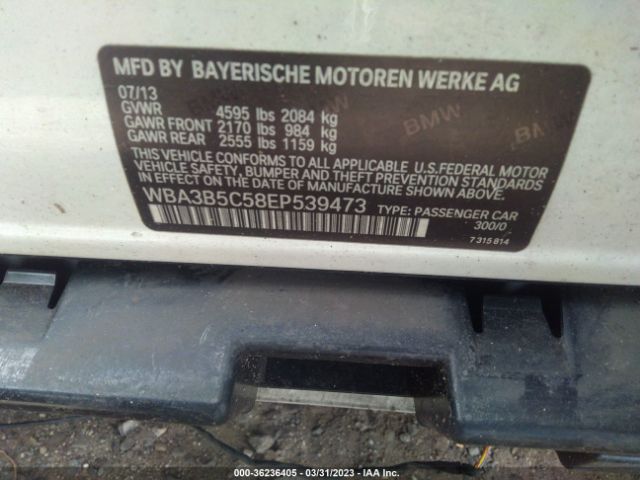 MFD BY BAYERISCHE MOTOREN WERKE AG
07/13
GVWR 4595 lbs 2084 kg
GAWR FRONT 2170 lbs 984 kg
GAWR REAR 2555 lbs 1159 kg
THIS VEHICLE CONFORMS TO ALL APPLICABLE U.S.FEDERAL MOTOR
VEHICLE SAFETY, BUMPER AND THEFT PREVENTION STANDARDS
IN EFFECT ON THE DATE OF MANUFACTURE SHOWN ABOVE.
WBA3B5C58EP539473 TYPE: PASSENGER CAR
300/0
7 315 814
BMW
BMW
000-36236405 — 03/31/2023 — IAA Inc.